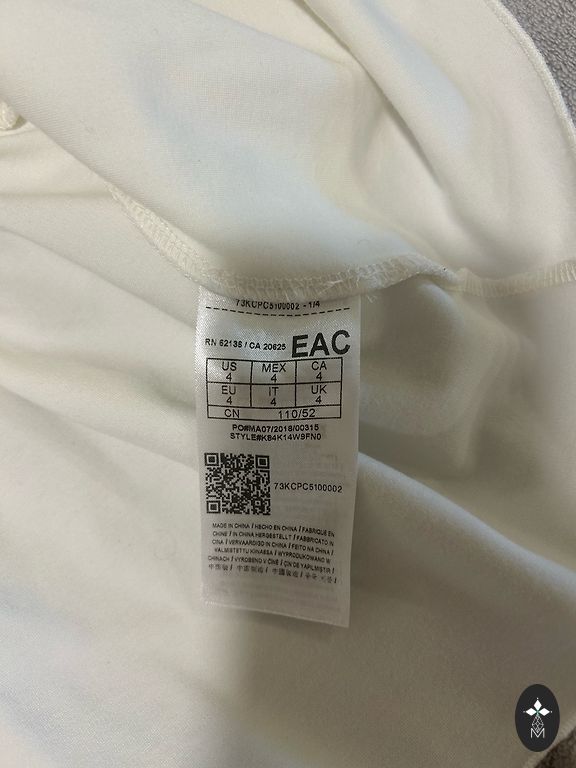 73KCPC5100002 - 1/4
RN 62136 / CA 20625 EAC
US MEX CA
4 4 4
EU IT UK
4 4 4
CN 110/52
PO#MA07/2018/00315
STYLE#K84K14W9FN0
73KCPC5100002
MADE IN CHINA / HECHO EN CHINA / FABRIQUE EN
CHINE / IN CHINA HERGESTELLT / FABBRICATO IN
CINA / VERVAARDIGD IN CHINA / FEITO NA CHINA /
VALMISTETTU KIINASSA / WYPRODUKOWANO W
CHINACH / VYROBENO V CINE / CIN DE YAPILMISTIR /
M